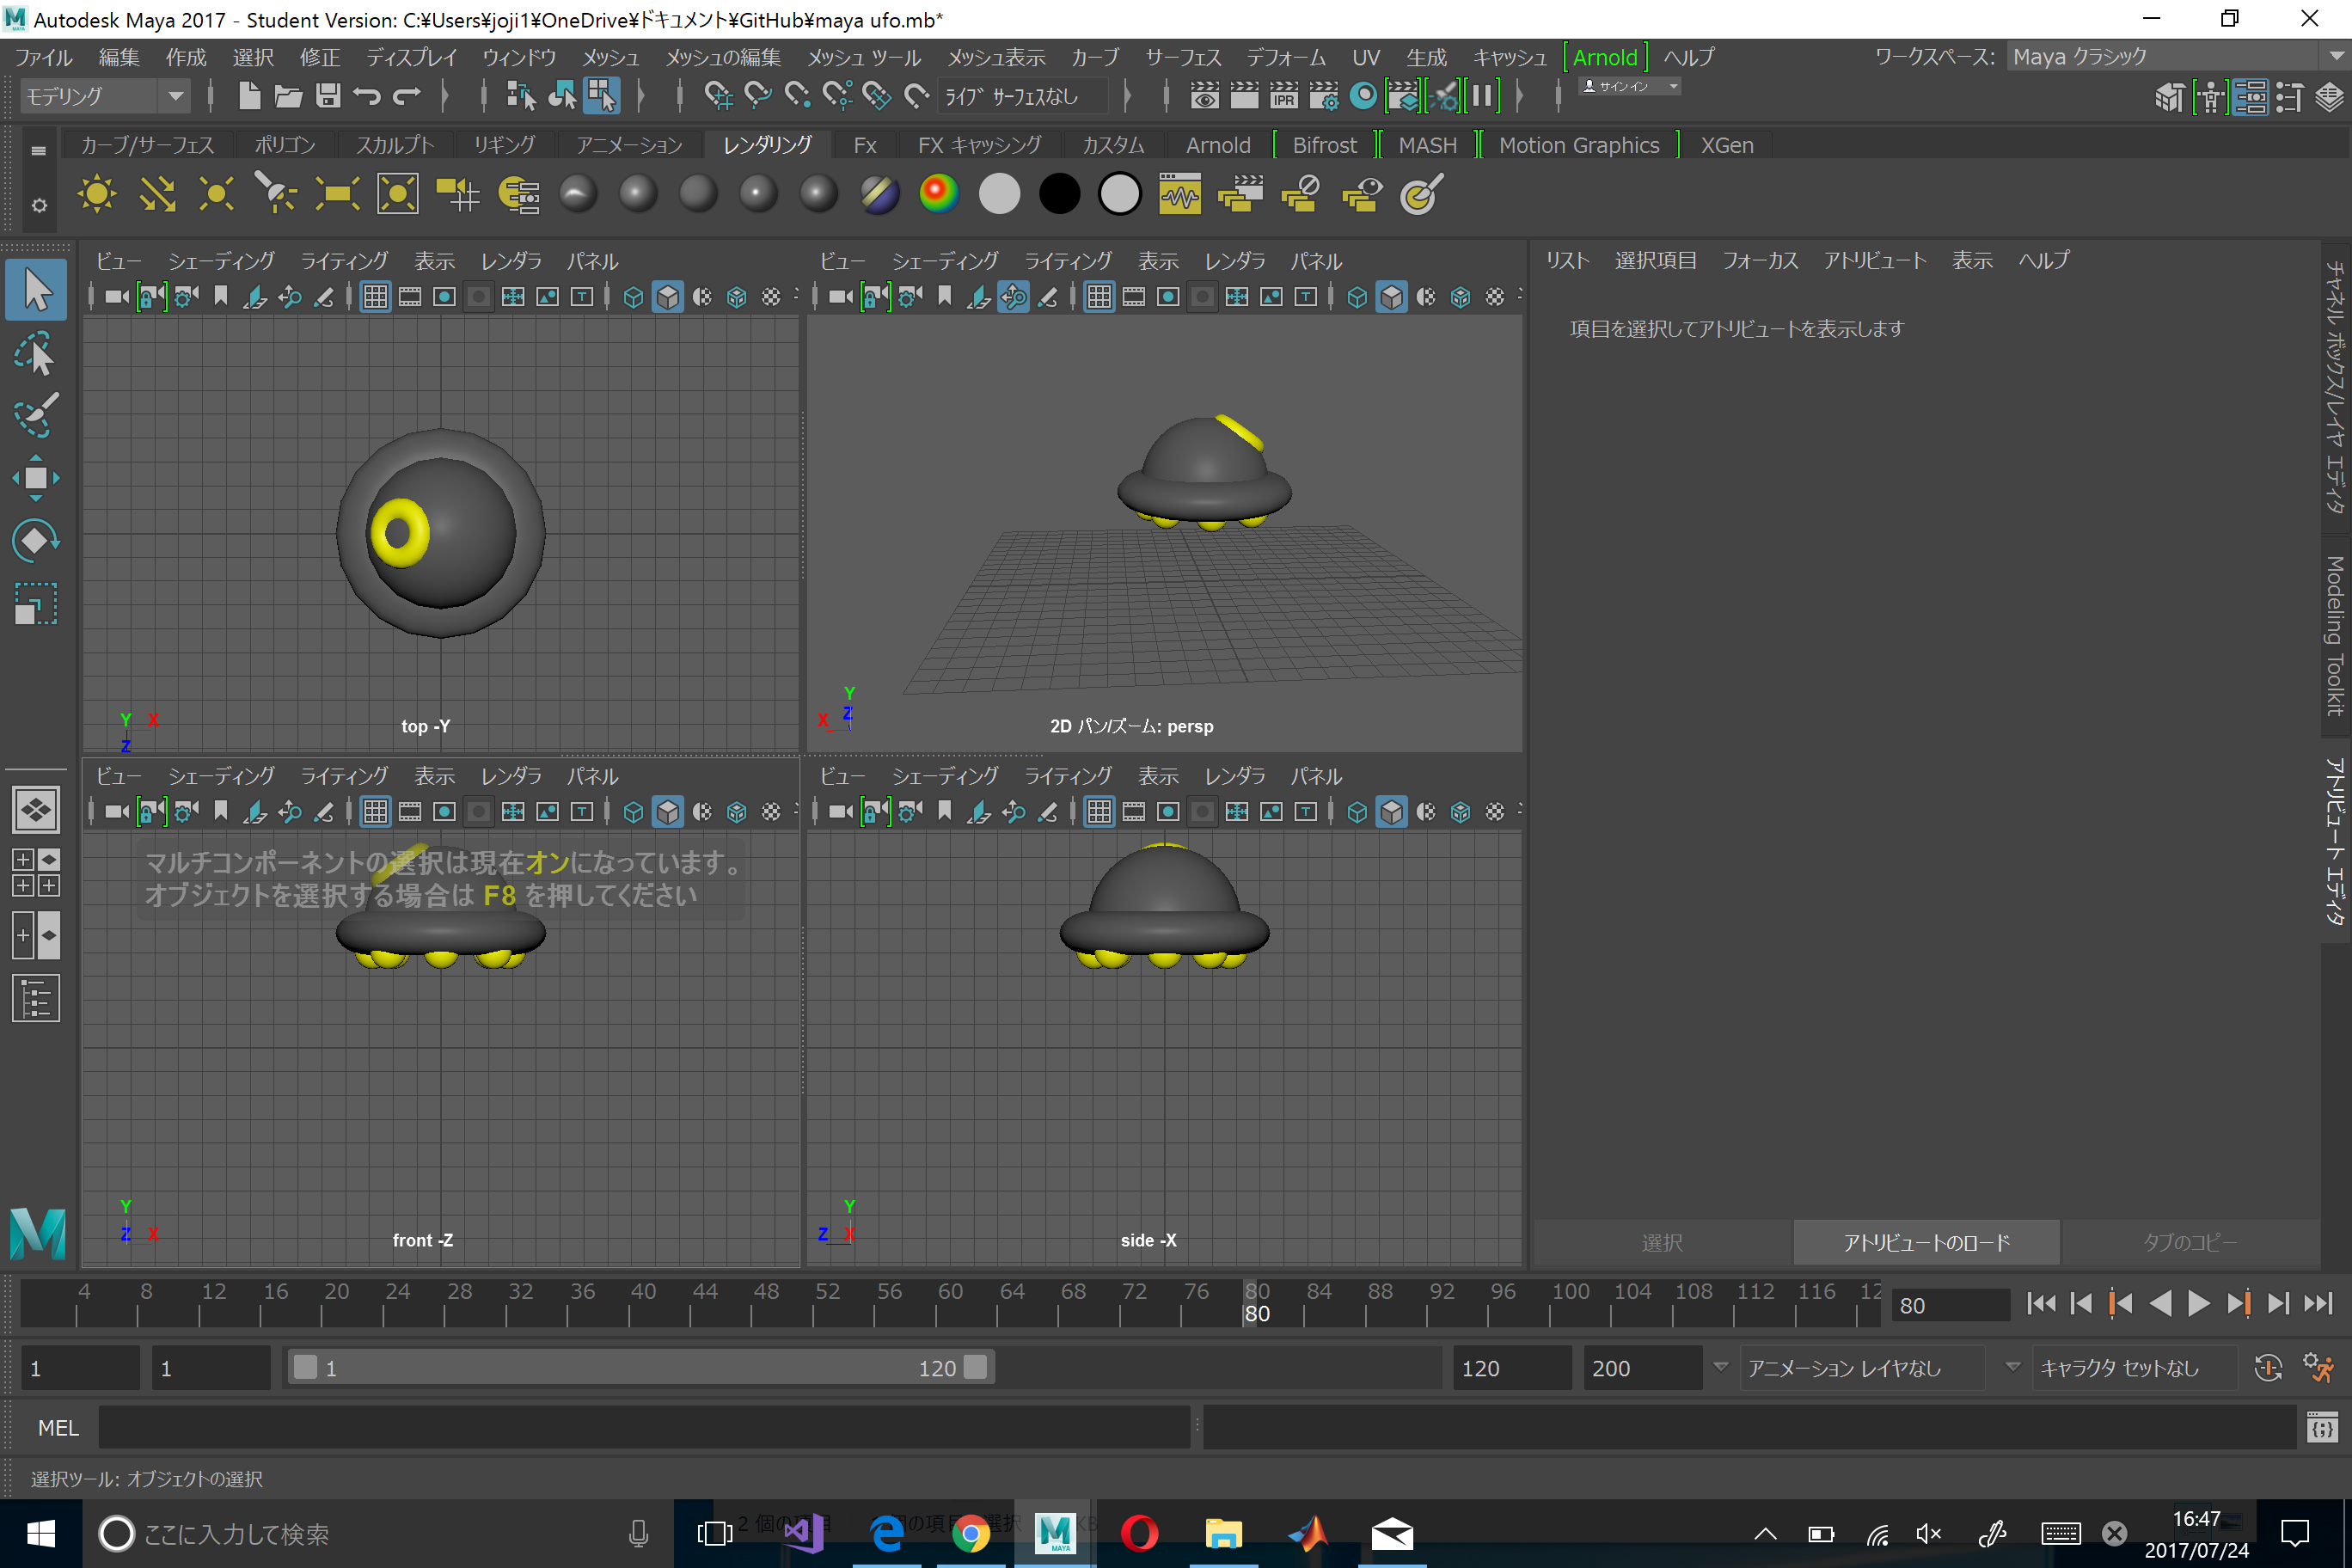 Autodesk Maya 2017 - Student Version: C:¥Users¥joji1¥OneDrive¥ドキュメント¥GitHub¥maya ufo.mb*
ファイル 編集 作成 選択 修正 ディスプレイ ウィンドウ メッシュ メッシュの編集 メッシュ ツール メッシュ表示 カーブ サーフェス デフォーム UV 生成 キャッシュ Arnold ヘルプ ワークスペース: Maya クラシック
モデリング ライブ サーフェスなし IPR サイン イン
カーブ/サーフェス ポリゴン スカルプト リギング アニメーション レンダリング Fx FX キャッシング カスタム Arnold Bifrost MASH Motion Graphics XGen
ビュー シェーディング ライティング 表示 レンダラ パネル
ビュー シェーディング ライティング 表示 レンダラ パネル
リスト 選択項目 フォーカス アトリビュート 表示 ヘルプ
項目を選択してアトリビュートを表示します
チャネル ボックス/レイヤ エディタ
Modeling Toolkit
アトリビュート エディタ
Y X Z
top -Y
Y X Z
2D パン/ズーム: persp
ビュー シェーディング ライティング 表示 レンダラ パネル
ビュー シェーディング ライティング 表示 レンダラ パネル
マルチコンポーネントの選択は現在オンになっています。
オブジェクトを選択する場合は F8 を押してください
Y Z X
front -Z
Y Z X
side -X
選択 アトリビュートのロード タブのコピー
4 8 12 16 20 24 28 32 36 40 44 48 52 56 60 64 68 72 76 80 84 88 92 96 100 104 108 112 116 12
80
80
1 1 1 120 120 200 アニメーション レイヤなし キャラクタ セットなし
MEL
選択ツール: オブジェクトの選択
ここに入力して検索
2 個の項目
MAYA
16:47
2017/07/24